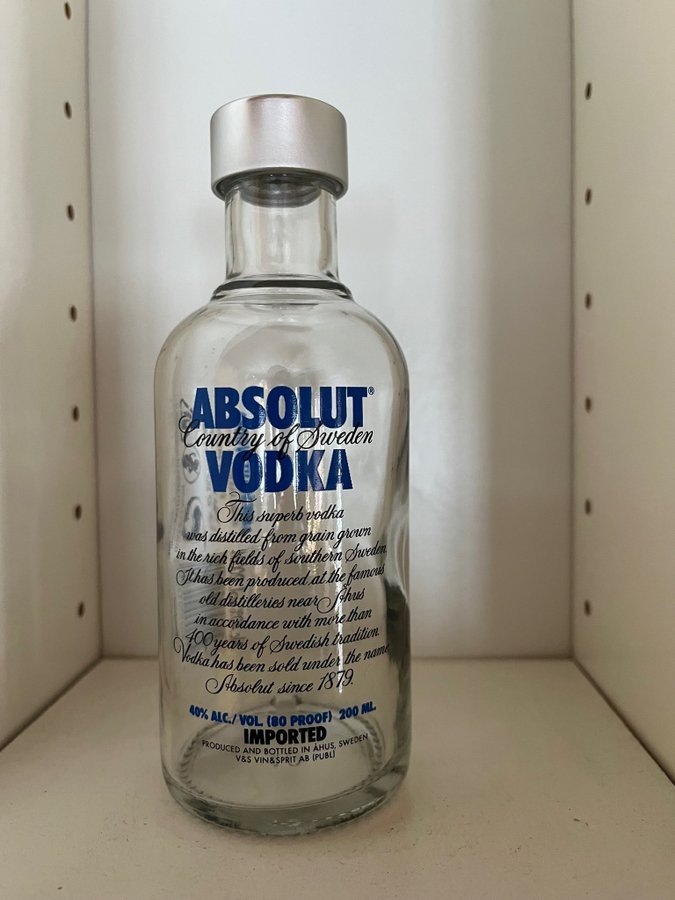 ABSOLUT®
Country of Sweden
VODKA
This superb vodka
was distilled from grain grown
in the rich fields of southern Sweden.
It has been produced at the famous
old distilleries near Åhus
in accordance with more than
400 years of Swedish tradition.
Vodka has been sold under the name
Absolut since 1879.
40% ALC./VOL. (80 PROOF) 200 ML.
IMPORTED
PRODUCED AND BOTTLED IN ÅHUS, SWEDEN
V&S VIN&SPRIT AB (PUBL)